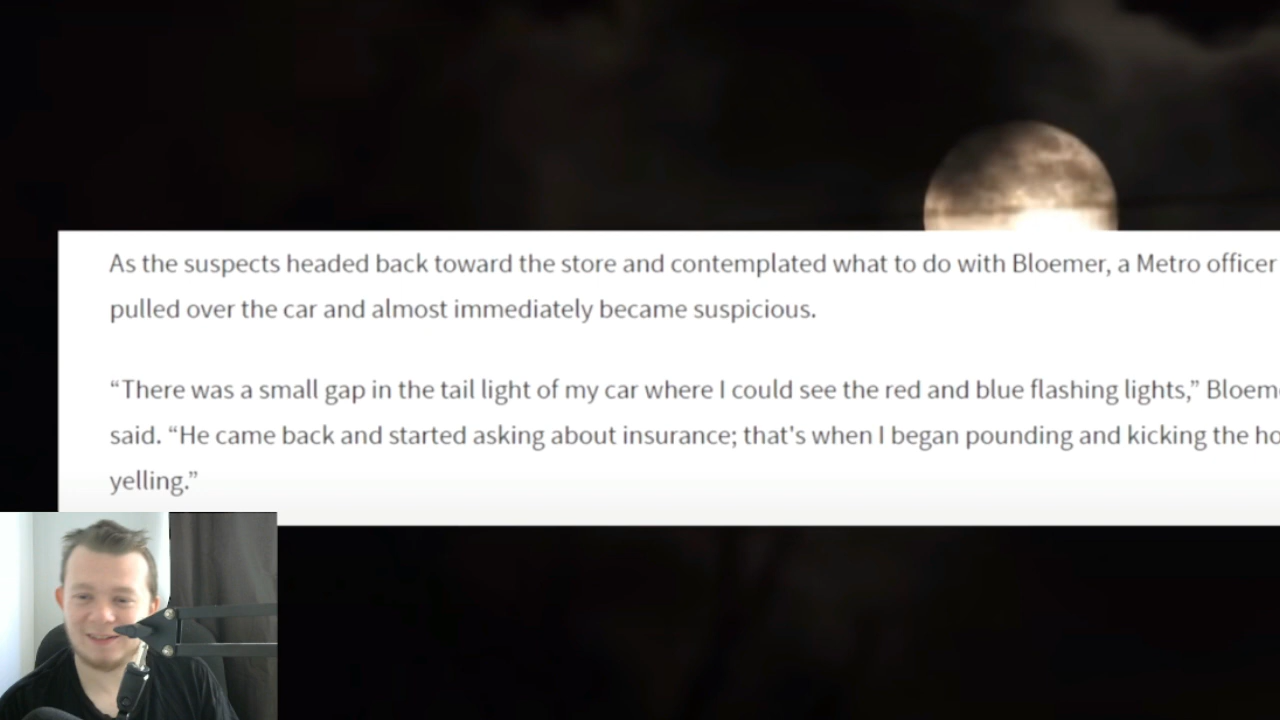 As the suspects headed back toward the store and contemplated what to do with Bloemer, a Metro officer
pulled over the car and almost immediately became suspicious.
“There was a small gap in the tail light of my car where I could see the red and blue flashing lights,”
said. “He came back and started asking about insurance; that's when I began pounding and kicking the
yelling.”